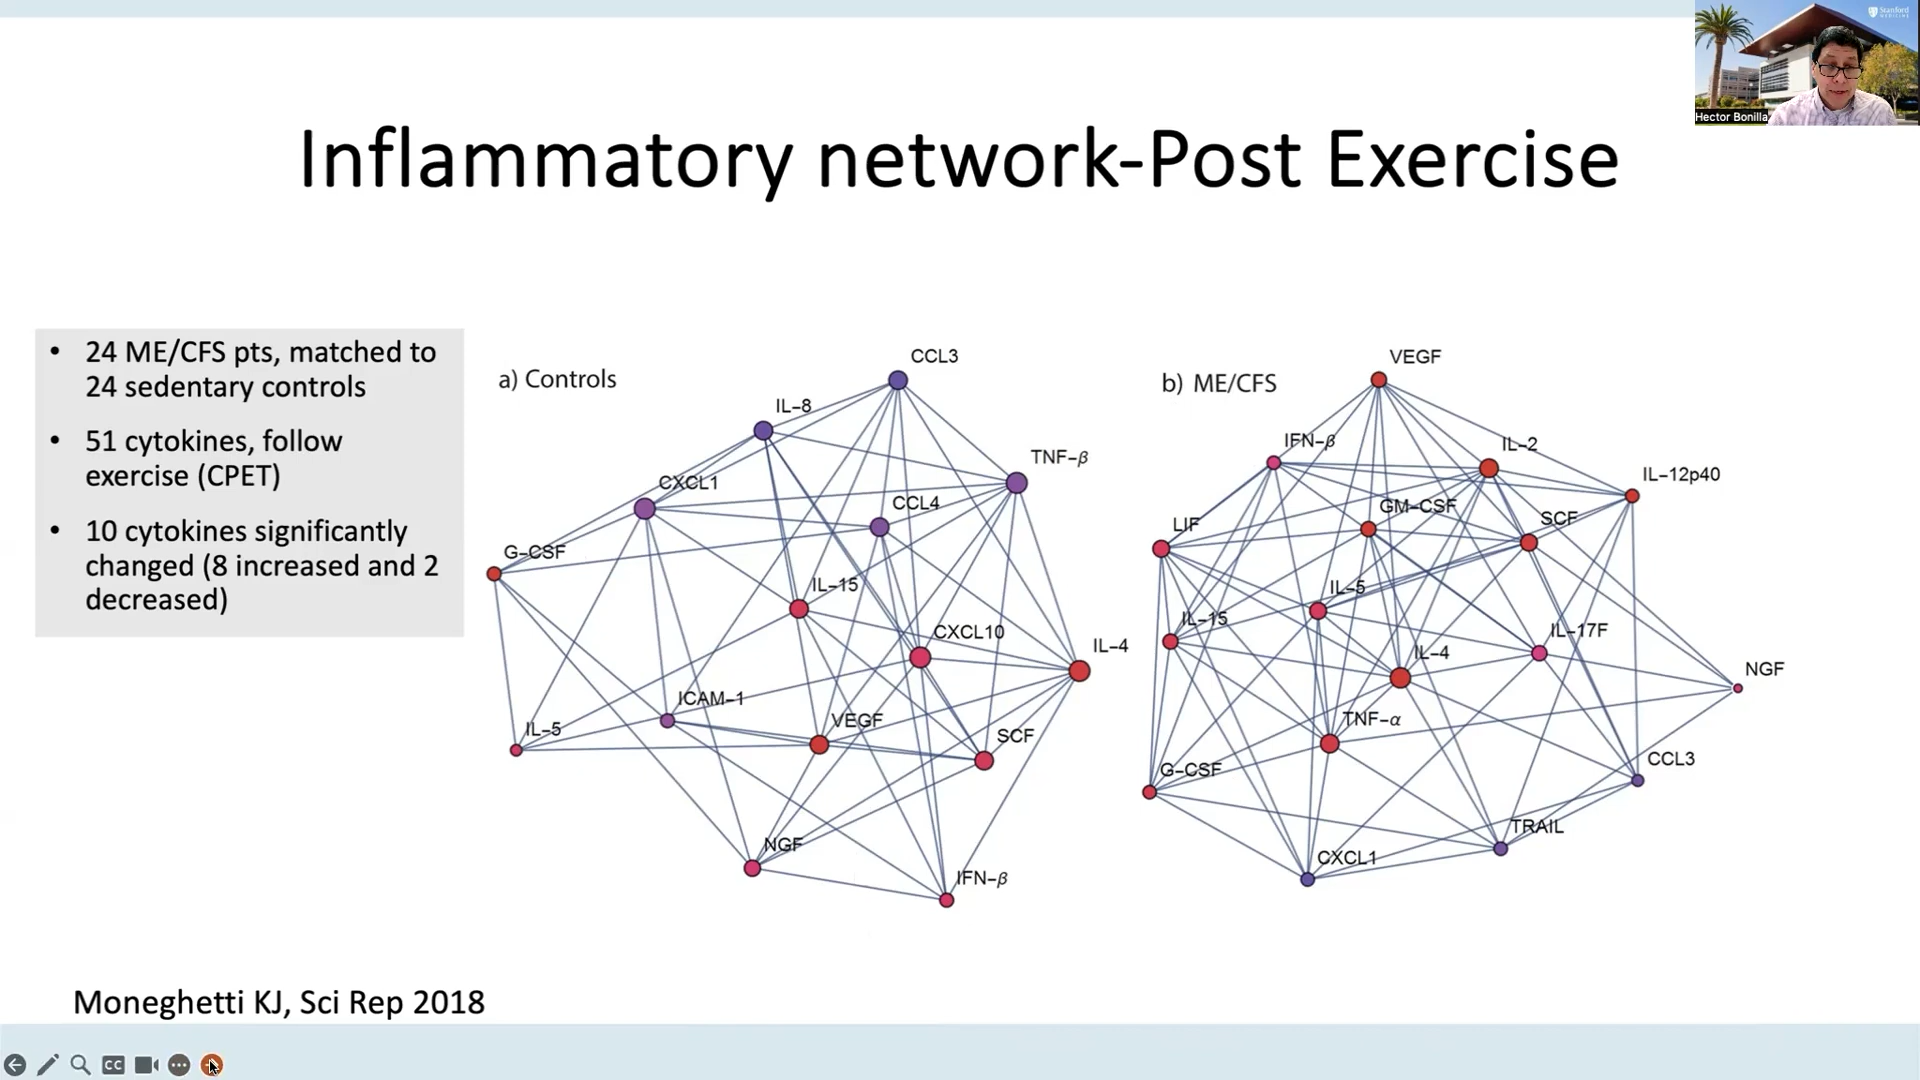 Stanford
MEDICINE
Hector Bonilla
Inflammatory network-Post Exercise
• 24 ME/CFS pts, matched to
24 sedentary controls
• 51 cytokines, follow
exercise (CPET)
• 10 cytokines significantly
changed (8 increased and 2
decreased)
a) Controls
CCL3
IL-8
TNF-β
CXCL1
CCL4
G-CSF
IL-15
CXCL10
IL-4
ICAM-1
VEGF
IL-5
SCF
NGF
IFN-β
b) ME/CFS
VEGF
IFN-β
IL-2
IL-12p40
GM-CSF
SCF
LIF
IL-5
IL-15
IL-17F
IL-4
NGF
TNF-α
CCL3
G-CSF
TRAIL
CXCL1
Moneghetti KJ, Sci Rep 2018
CC